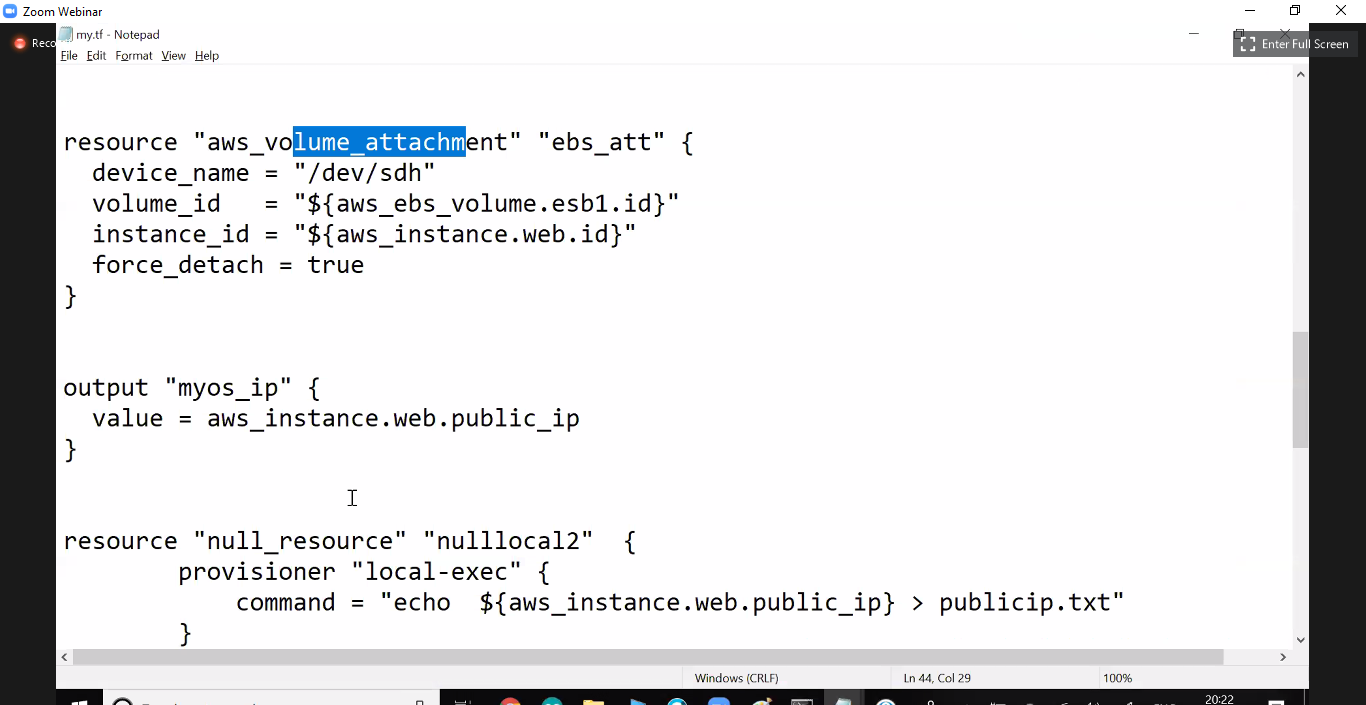 Zoom Webinar
Reco
my.tf - Notepad
Enter Full Screen
File Edit Format View Help
resource "aws_volume_attachment" "ebs_att" {
  device_name = "/dev/sdh"
  volume_id   = "${aws_ebs_volume.esb1.id}"
  instance_id = "${aws_instance.web.id}"
  force_detach = true
}
output "myos_ip" {
  value = aws_instance.web.public_ip
}
resource "null_resource" "nulllocal2"  {
        provisioner "local-exec" {
            command = "echo  ${aws_instance.web.public_ip} > publicip.txt"
        }
Windows (CRLF) Ln 44, Col 29 100%
20:22